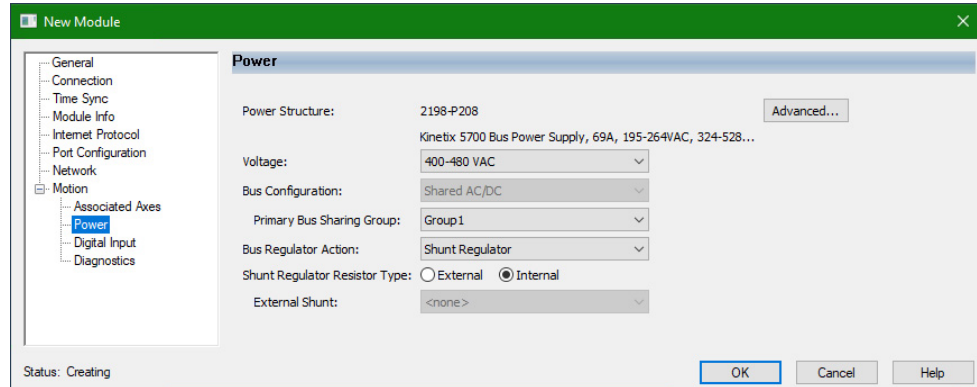 New Module
General
Connection
Time Sync
Module Info
Internet Protocol
Port Configuration
Network
Motion
Associated Axes
Power
Digital Input
Diagnostics
Power
Power Structure: 2198-P208 Advanced...
Kinetix 5700 Bus Power Supply, 69A, 195-264VAC, 324-528...
Voltage: 400-480 VAC
Bus Configuration: Shared AC/DC
Primary Bus Sharing Group: Group1
Bus Regulator Action: Shunt Regulator
Shunt Regulator Resistor Type: External Internal
External Shunt: <none>
Status: Creating
OK Cancel Help